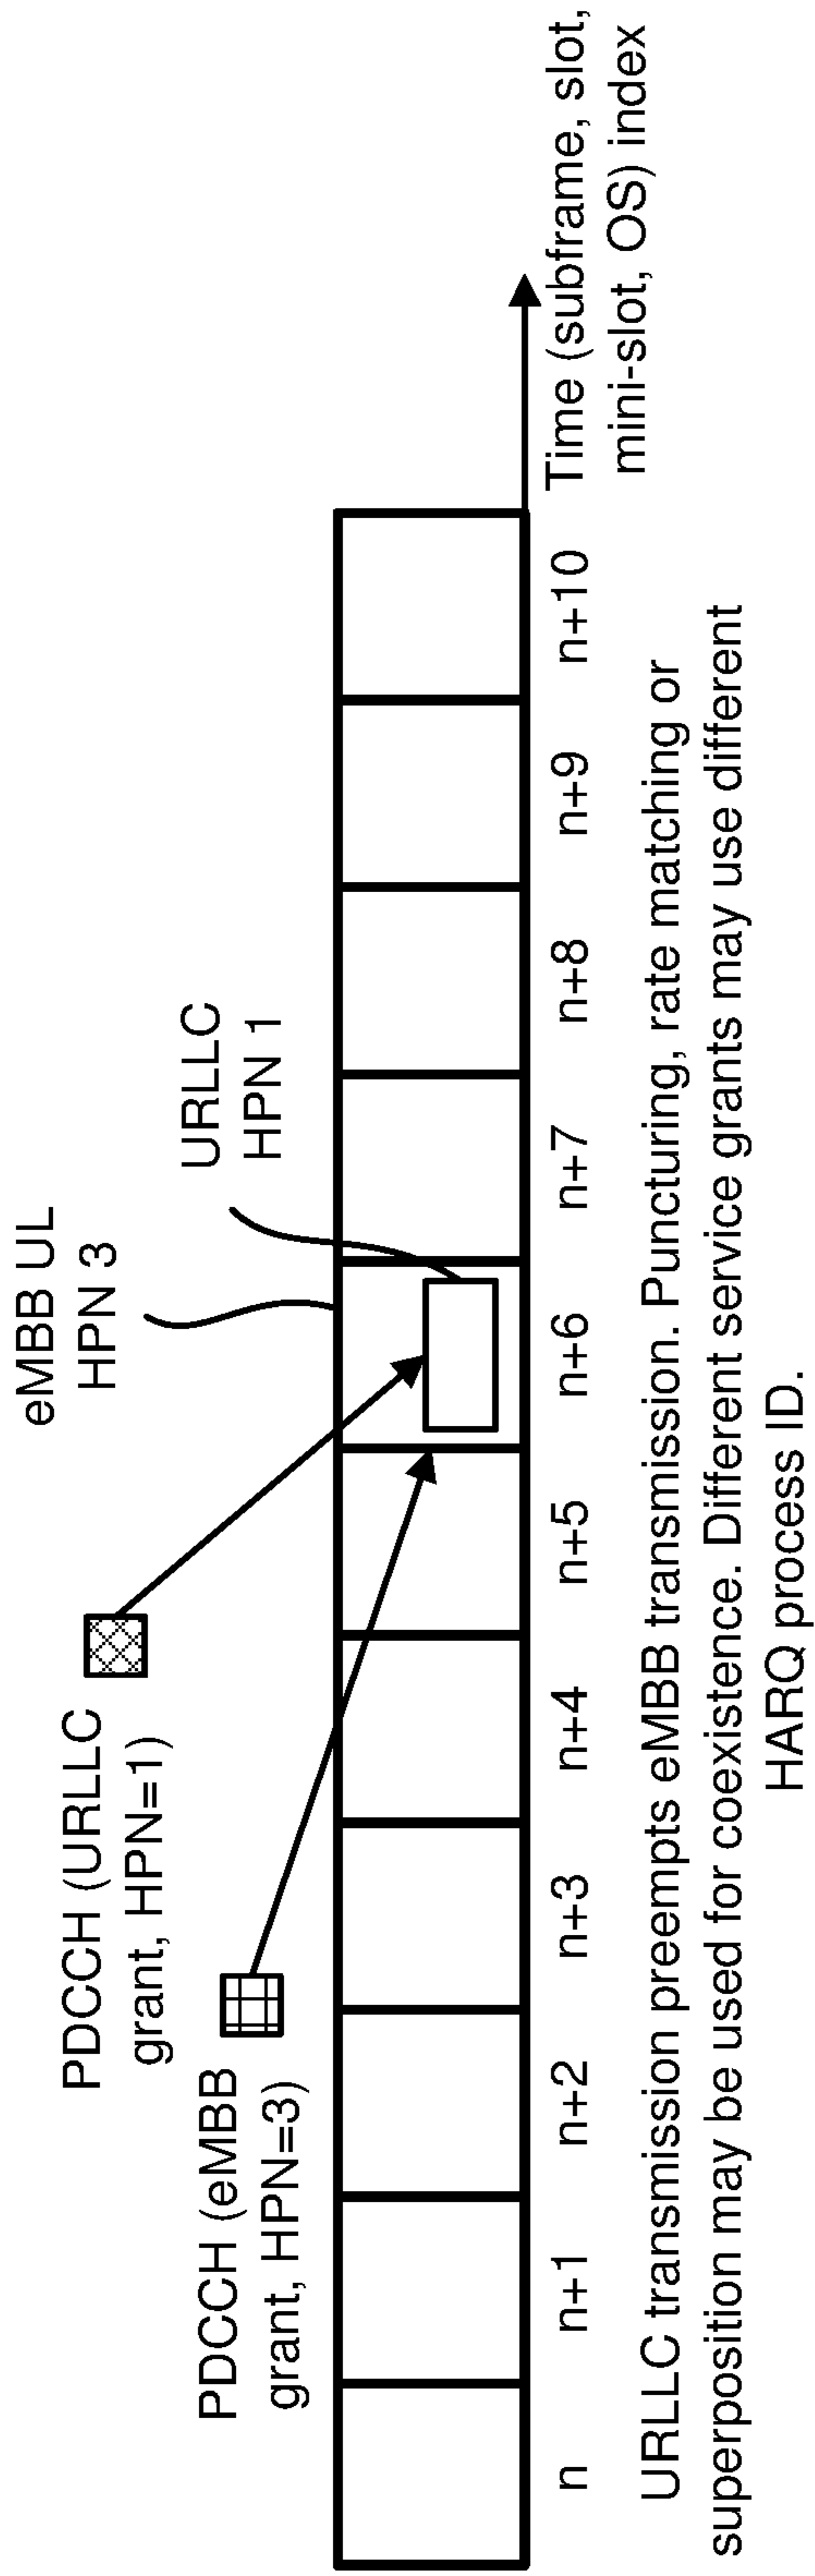 eMBB UL
HPN 3
URLLC
HPN 1
PDCCH (URLLC
grant, HPN=1)
PDCCH (eMBB
grant, HPN=3)
n
n+1
n+2
n+3
n+4
n+5
n+6
n+7
n+8
n+9
n+10
Time (subframe, slot,
mini-slot, OS) index
URLLC transmission preempts eMBB transmission. Puncturing, rate matching or
superposition may be used for coexistence. Different service grants may use different
HARQ process ID.